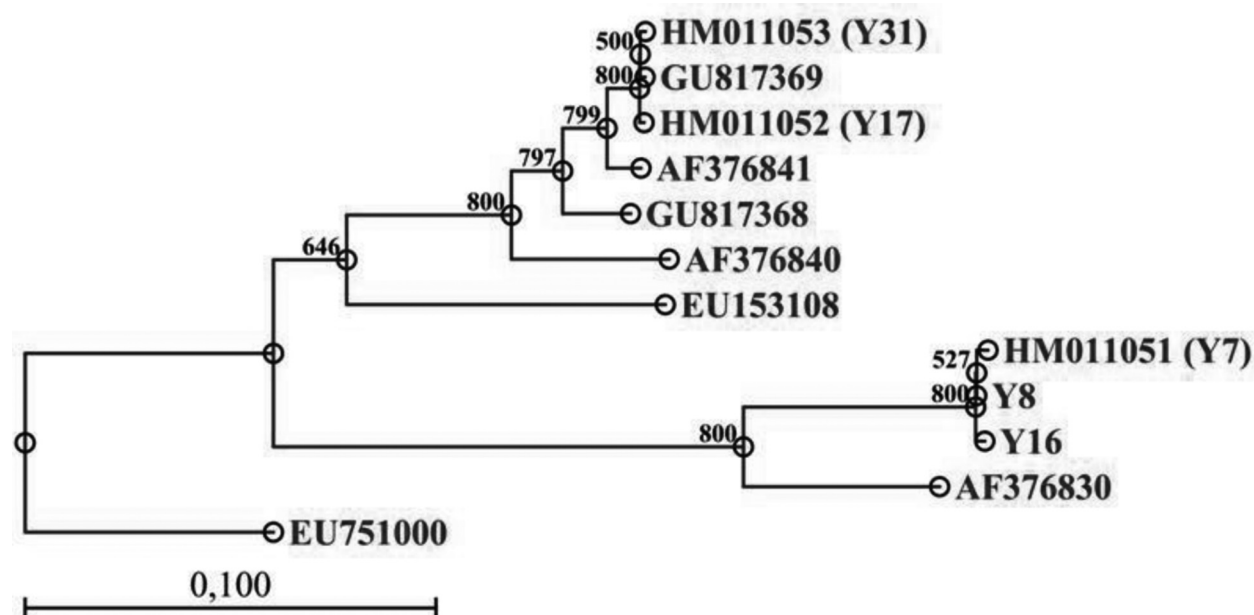 HM011053 (Y31)
500
GU817369
800
HM011052 (Y17)
799
AF376841
797
GU817368
800
AF376840
646
EU153108
HM011051 (Y7)
527
Y8
800
Y16
800
AF376830
EU751000
0,100